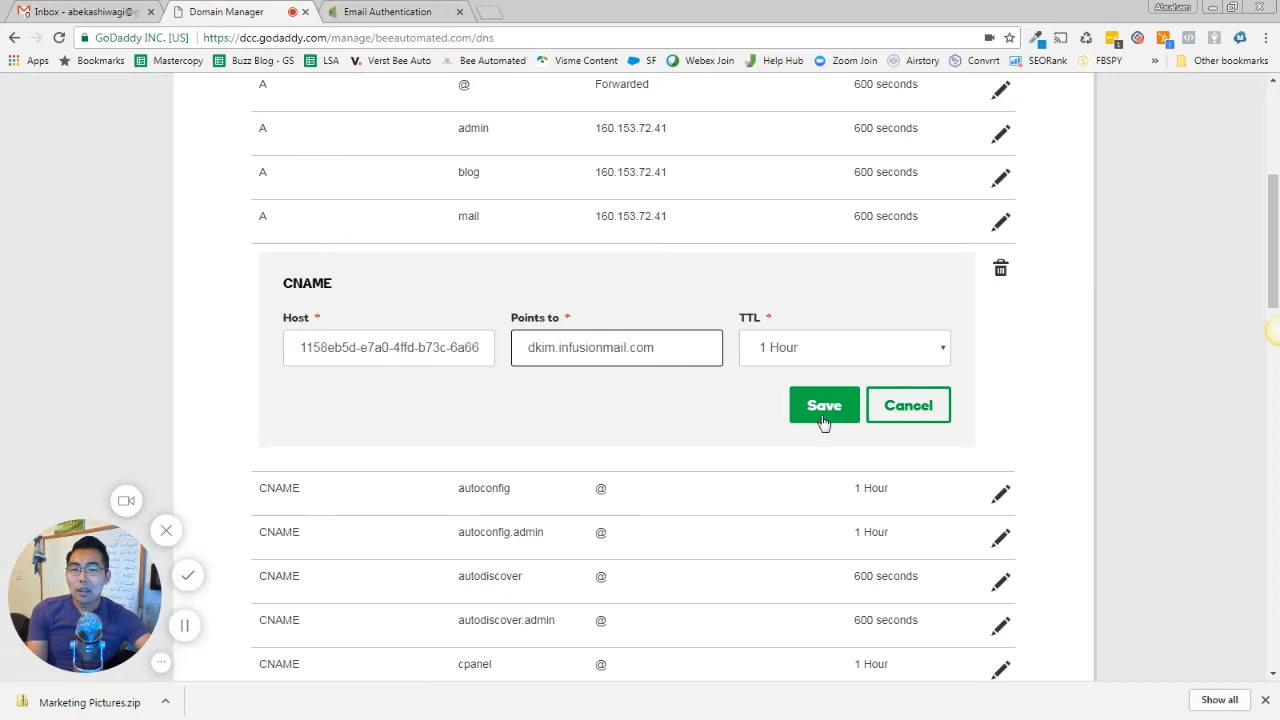 Inbox - abekashiwagi@g
Domain Manager
Email Authentication
Abraham
GoDaddy INC. [US]
https://dcc.godaddy.com/manage/beeautomated.com/dns
Apps
Bookmarks
Mastercopy
Buzz Blog - GS
LSA
Verst Bee Auto
Bee Automated
Visme Content
SF
Webex Join
Help Hub
Zoom Join
Airstory
Convrt
SEORank
FBSPY
»
Other bookmarks
A @ Forwarded 600 seconds
A admin 160.153.72.41 600 seconds
A blog 160.153.72.41 600 seconds
A mail 160.153.72.41 600 seconds
CNAME
Host * Points to * TTL *
1158eb5d-e7a0-4ffd-b73c-6a66 dkim.infusionmail.com 1 Hour
Save Cancel
CNAME autoconfig @ 1 Hour
CNAME autoconfig.admin @ 1 Hour
CNAME autodiscover @ 600 seconds
CNAME autodiscover.admin @ 600 seconds
CNAME cpanel @ 1 Hour
Marketing Pictures.zip
Show all